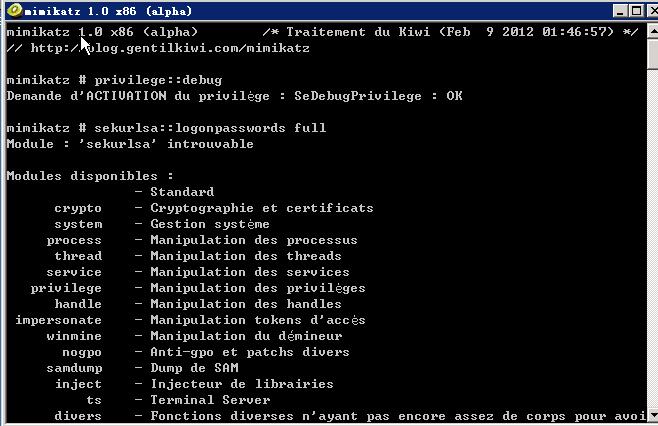 mimikatz 1.0 x86 (alpha)
mimikatz 1.0 x86 (alpha) /* Traitement du Kiwi (Feb 9 2012 01:46:57) */
// http://blog.gentilkiwi.com/mimikatz
mimikatz # privilege::debug
Demande d'ACTIVATION du privilège : SeDebugPrivilege : OK
mimikatz # sekurlsa::logonpasswords full
Module : 'sekurlsa' introuvable
Modules disponibles :
- Standard
crypto - Cryptographie et certificats
system - Gestion système
process - Manipulation des processus
thread - Manipulation des threads
service - Manipulation des services
privilege - Manipulation des privilèges
handle - Manipulation des handles
impersonate - Manipulation tokens d'accès
winmine - Manipulation du démineur
nogpo - Anti-gpo et patchs divers
samdump - Dump de SAM
inject - Injecteur de librairies
ts - Terminal Server
divers - Fonctions diverses n'ayant pas encore assez de corps pour avoi